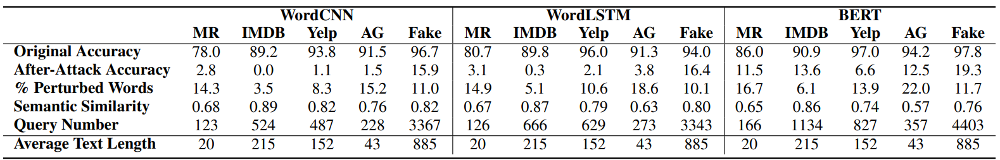 WordCNN WordLSTM BERT
MR IMDB Yelp AG Fake MR IMDB Yelp AG Fake MR IMDB Yelp AG Fake
Original Accuracy 78.0 89.2 93.8 91.5 96.7 80.7 89.8 96.0 91.3 94.0 86.0 90.9 97.0 94.2 97.8
After-Attack Accuracy 2.8 0.0 1.1 1.5 15.9 3.1 0.3 2.1 3.8 16.4 11.5 13.6 6.6 12.5 19.3
% Perturbed Words 14.3 3.5 8.3 15.2 11.0 14.9 5.1 10.6 18.6 10.1 16.7 6.1 13.9 22.0 11.7
Semantic Similarity 0.68 0.89 0.82 0.76 0.82 0.67 0.87 0.79 0.63 0.80 0.65 0.86 0.74 0.57 0.76
Query Number 123 524 487 228 3367 126 666 629 273 3343 166 1134 827 357 4403
Average Text Length 20 215 152 43 885 20 215 152 43 885 20 215 152 43 885